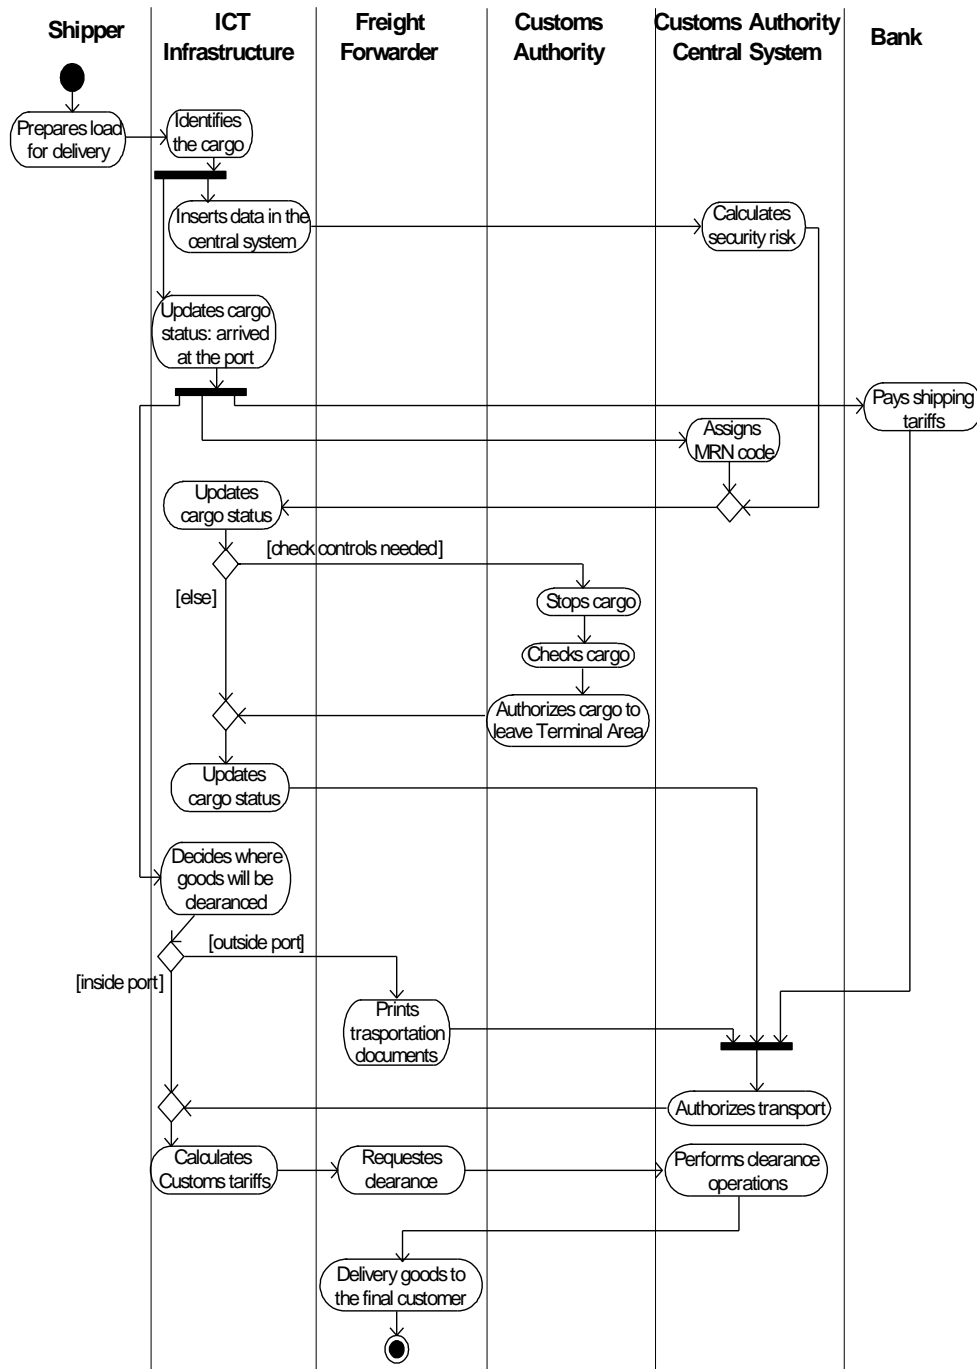 Shipper
ICT
Infrastructure
Freight
Forwarder
Customs
Authority
Customs Authority
Central System
Bank
Prepares load
for delivery
Identifies
the cargo
Inserts data in the
central system
Calculates
security risk
Updates cargo
status: arrived
at the port
Pays shipping
tariffs
Assigns
MRN code
Updates
cargo status
[check controls needed]
[else]
Stops cargo
Checks cargo
Authorizes cargo to
leave Terminal Area
Updates
cargo status
Decides where
goods will be
clearanced
[outside port]
[inside port]
Prints
trasportation
documents
Authorizes transport
Calculates
Customs tariffs
Requestes
clearance
Performs clearance
operations
Delivery goods to
the final customer